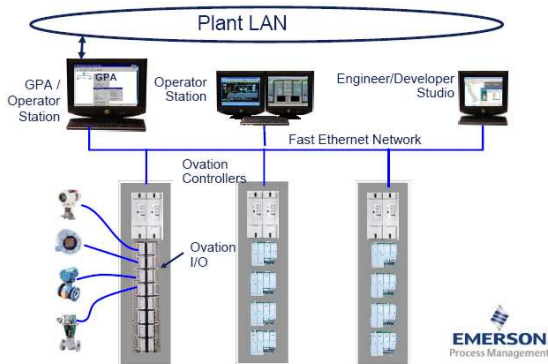 Plant LAN
GPA
GPA /
Operator
Station
Operator
Station
Engineer/Developer
Studio
Fast Ethernet Network
Ovation
Controllers
Ovation
I/O
EMERSON
Process Management